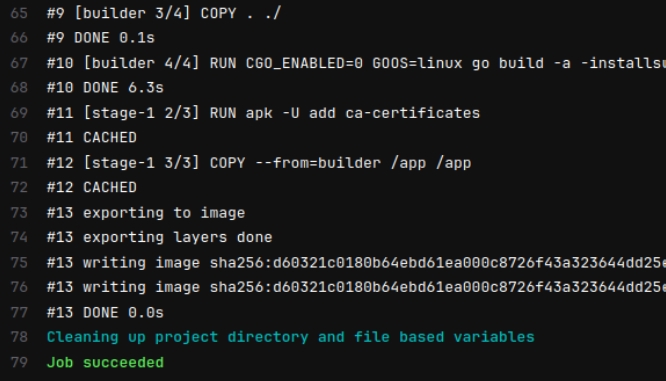 65 #9 [builder 3/4] COPY . ./
66 #9 DONE 0.1s
67 #10 [builder 4/4] RUN CGO_ENABLED=0 GOOS=linux go build -a -installsu
68 #10 DONE 6.3s
69 #11 [stage-1 2/3] RUN apk -U add ca-certificates
70 #11 CACHED
71 #12 [stage-1 3/3] COPY --from=builder /app /app
72 #12 CACHED
73 #13 exporting to image
74 #13 exporting layers done
75 #13 writing image sha256:d60321c0180b64ebd61ea000c8726f43a323644dd25e
76 #13 writing image sha256:d60321c0180b64ebd61ea000c8726f43a323644dd25e
77 #13 DONE 0.0s
78 Cleaning up project directory and file based variables
79 Job succeeded